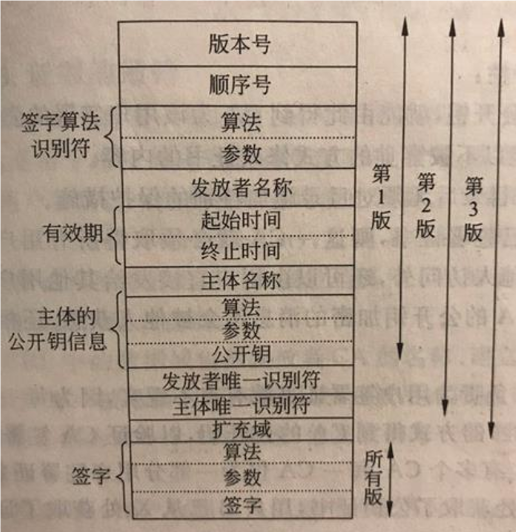 版本号
顺序号
签字算法
识别符
算法
参数
发放者名称
有效期
起始时间
终止时间
主体名称
主体的
公开钥信息
算法
参数
公开钥
发放者唯一识别符
主体唯一识别符
扩充域
签字
算法
参数
签字
第1版
第2版
第3版
所有版